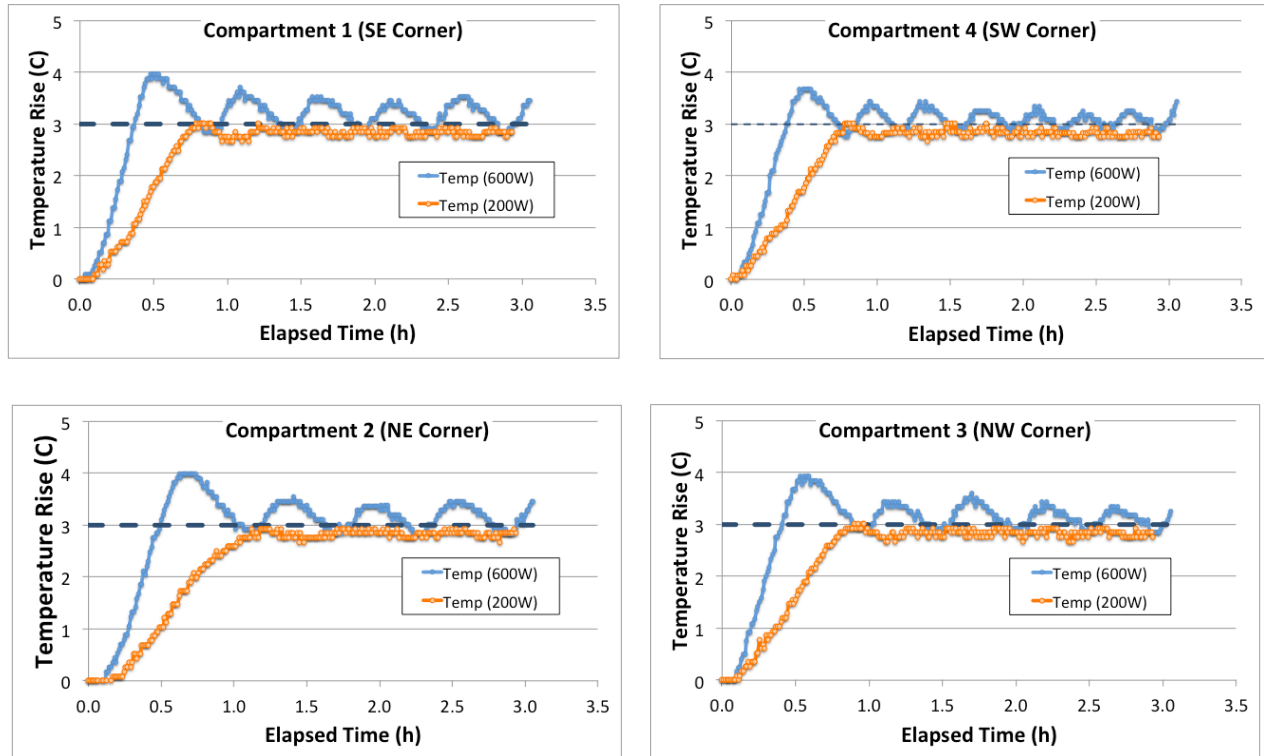 Compartment 1 (SE Corner)
Temperature Rise (C)
5
4
3
2
1
0
Temp (600W)
Temp (200W)
0.0 0.5 1.0 1.5 2.0 2.5 3.0 3.5
Elapsed Time (h)
Compartment 4 (SW Corner)
Temperature Rise (C)
5
4
3
2
1
0
Temp (600W)
Temp (200W)
0.0 0.5 1.0 1.5 2.0 2.5 3.0 3.5
Elapsed Time (h)
Compartment 2 (NE Corner)
Temperature Rise (C)
5
4
3
2
1
0
Temp (600W)
Temp (200W)
0.0 0.5 1.0 1.5 2.0 2.5 3.0 3.5
Elapsed Time (h)
Compartment 3 (NW Corner)
Temperature Rise (C)
5
4
3
2
1
0
Temp (600W)
Temp (200W)
0.0 0.5 1.0 1.5 2.0 2.5 3.0 3.5
Elapsed Time (h)